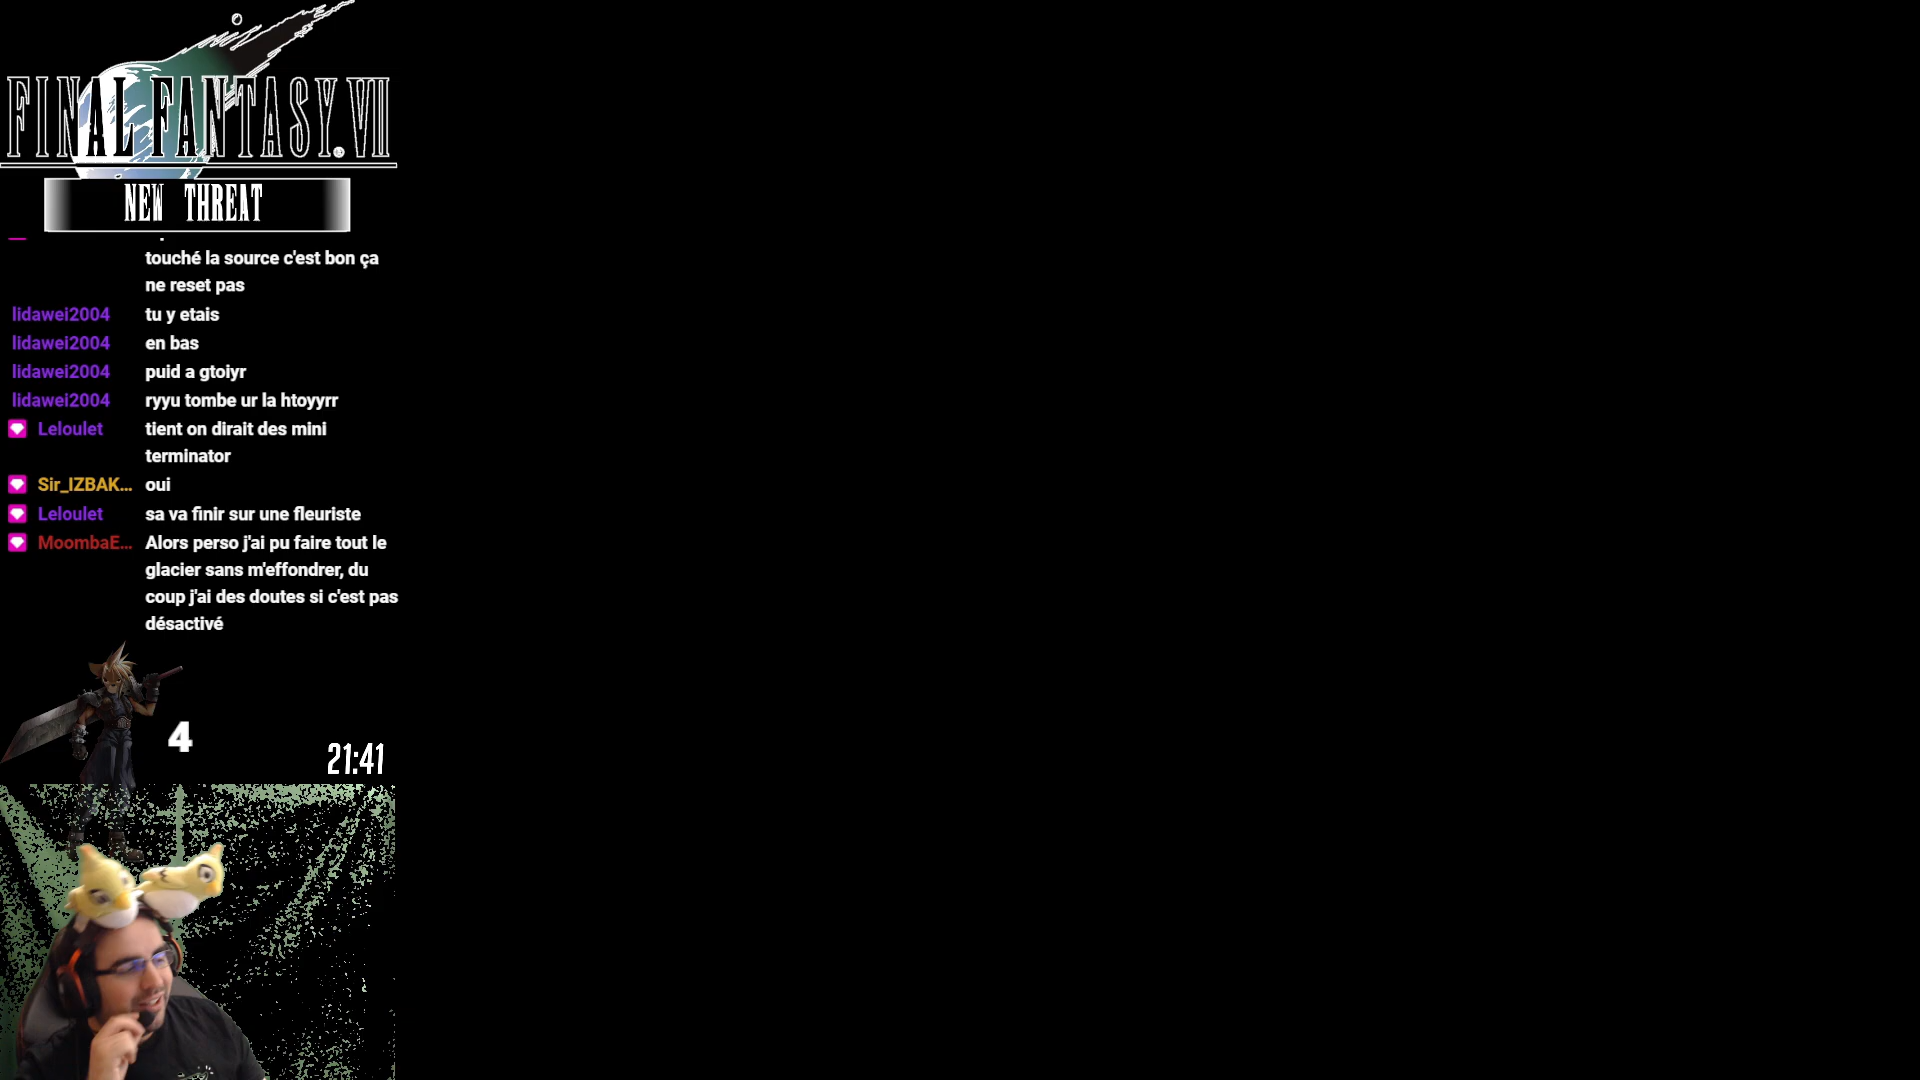 FINAL FANTASY.VII
NEW THREAT
touché la source c'est bon ça
ne reset pas
lidawei2004 tu y etais
lidawei2004 en bas
lidawei2004 puid a gtoiyr
lidawei2004 ryyu tombe ur la htoyyrr
Leloulet tient on dirait des mini
terminator
Sir_IZBAK... oui
Leloulet sa va finir sur une fleuriste
MoombaE... Alors perso j'ai pu faire tout le
glacier sans m'effondrer, du
coup j'ai des doutes si c'est pas
désactivé
4
21:41